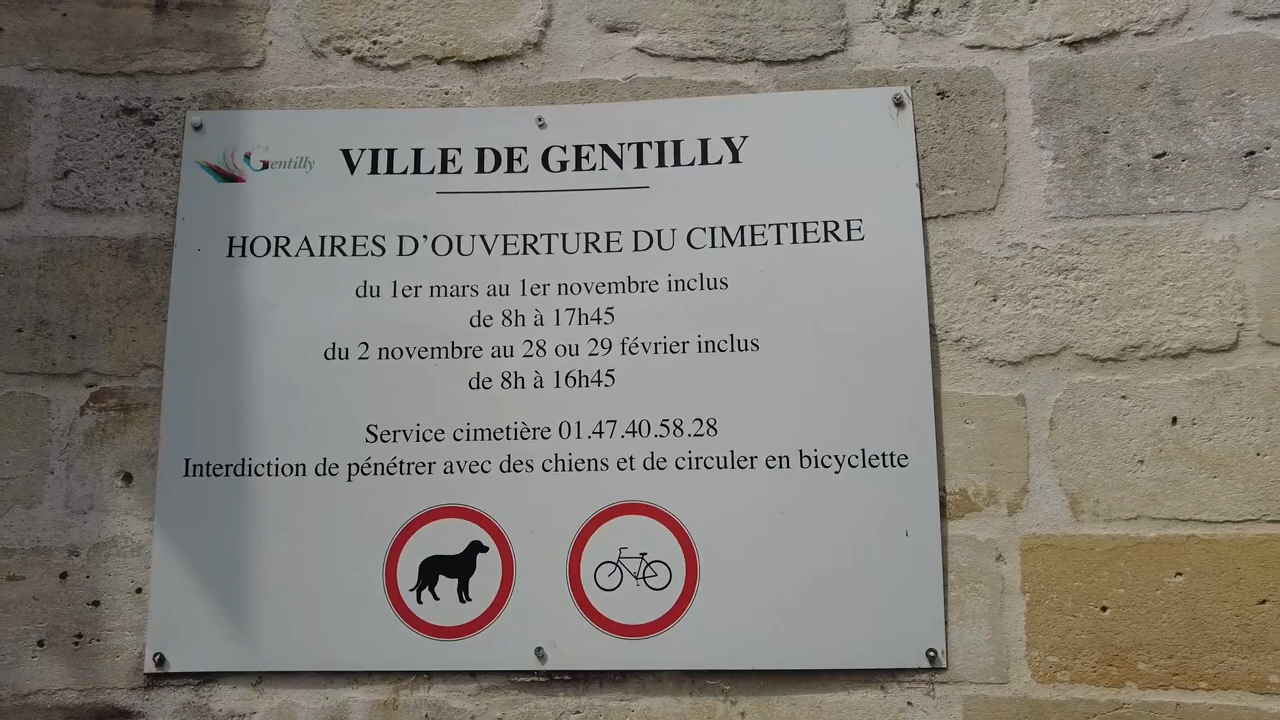 Gentilly
VILLE DE GENTILLY
HORAIRES D'OUVERTURE DU CIMETIERE
du 1er mars au 1er novembre inclus
de 8h à 17h45
du 2 novembre au 28 ou 29 février inclus
de 8h à 16h45
Service cimetière 01.47.40.58.28
Interdiction de pénétrer avec des chiens et de circuler en bicyclette